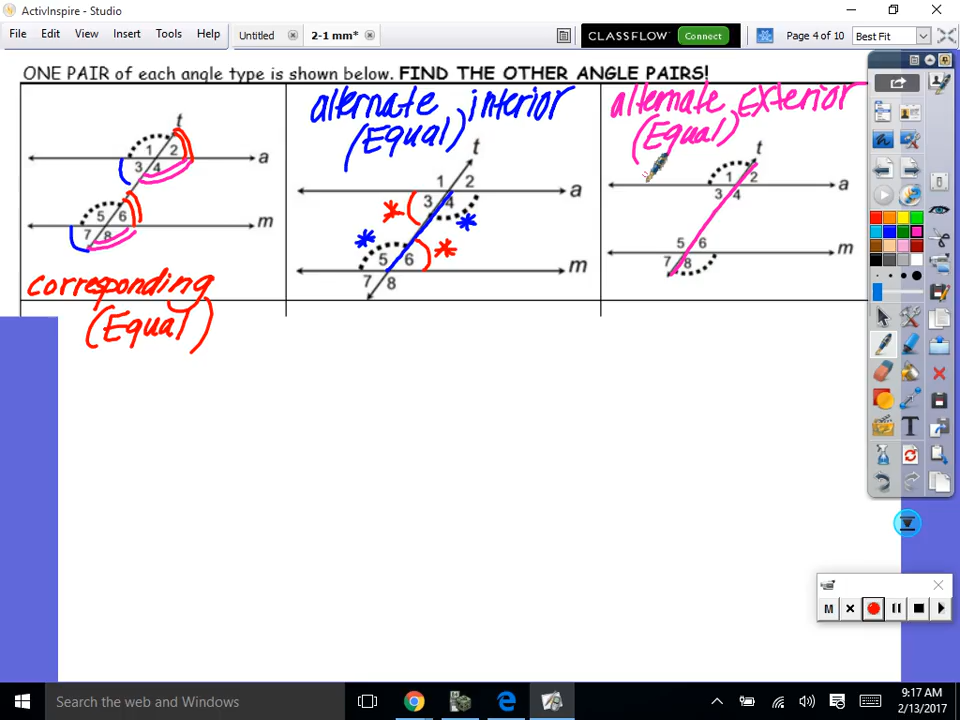 ActivInspire - Studio
File Edit View Insert Tools Help
Untitled
2-1 mm*
CLASSFLOW Connect
Page 4 of 10
Best Fit
ONE PAIR of each angle type is shown below. FIND THE OTHER ANGLE PAIRS!
t
1 2
a
3 4
5 6
m
7 8
corresponding
(Equal)
alternate interior
(Equal)
t
1 2
a
3 4
5 6
m
7 8
alternate Exterior
(Equal)
t
1 2
a
3 4
5 6
m
7 8
T
M
Search the web and Windows
9:17 AM
2/13/2017